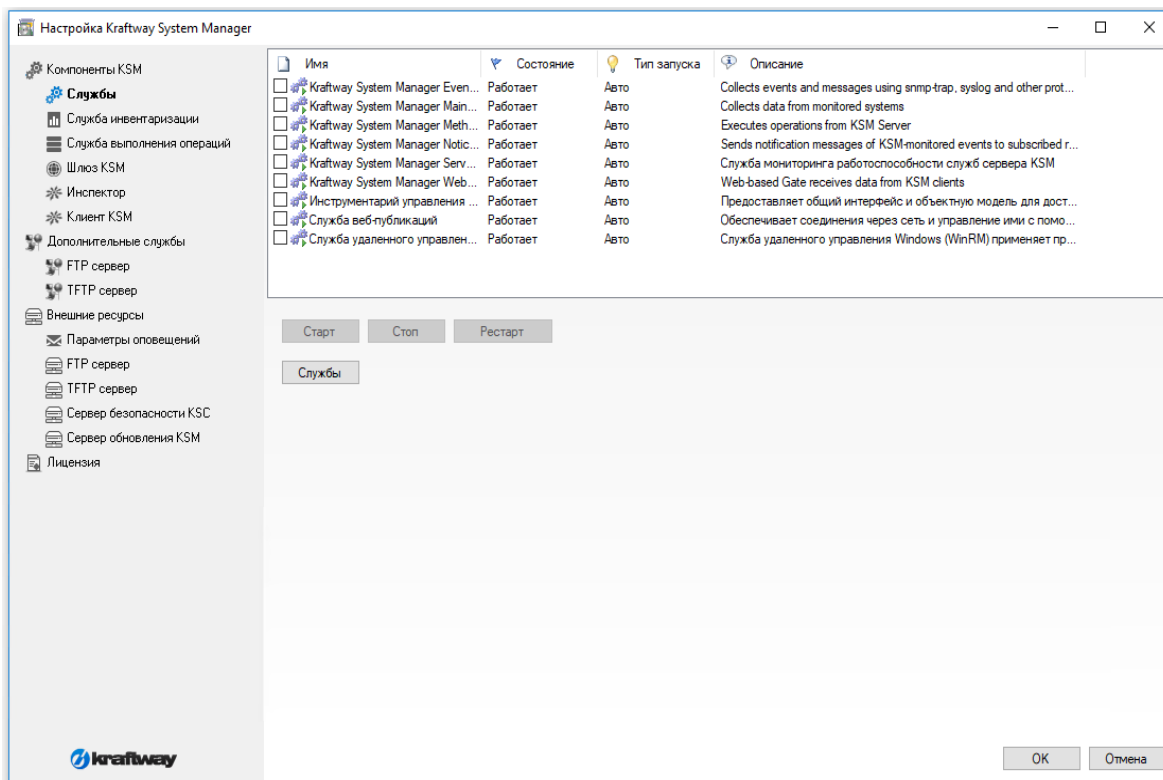 Настройка Kraftway System Manager
Компоненты KSM
Службы
Служба инвентаризации
Служба выполнения операций
Шлюз KSM
Инспектор
Клиент KSM
Дополнительные службы
FTP сервер
TFTP сервер
Внешние ресурсы
Параметры оповещений
FTP сервер
TFTP сервер
Сервер безопасности KSC
Сервер обновления KSM
Лицензия
kraftway
Имя Состояние Тип запуска Описание
Kraftway System Manager Even... Работает Авто Collects events and messages using snmp-trap, syslog and other prot...
Kraftway System Manager Main... Работает Авто Collects data from monitored systems
Kraftway System Manager Meth... Работает Авто Executes operations from KSM Server
Kraftway System Manager Notic... Работает Авто Sends notification messages of KSM-monitored events to subscribed r...
Kraftway System Manager Serv... Работает Авто Служба мониторинга работоспособности служб сервера KSM
Kraftway System Manager Web... Работает Авто Web-based Gate receives data from KSM clients
Инструментарий управления ... Работает Авто Предоставляет общий интерфейс и объектную модель для дост...
Служба веб-публикаций Работает Авто Обеспечивает соединения через сеть и управление ими с помо...
Служба удаленного управлен... Работает Авто Служба удаленного управления Windows (WinRM) применяет пр...
Старт Стоп Рестарт
Службы
OK Отмена